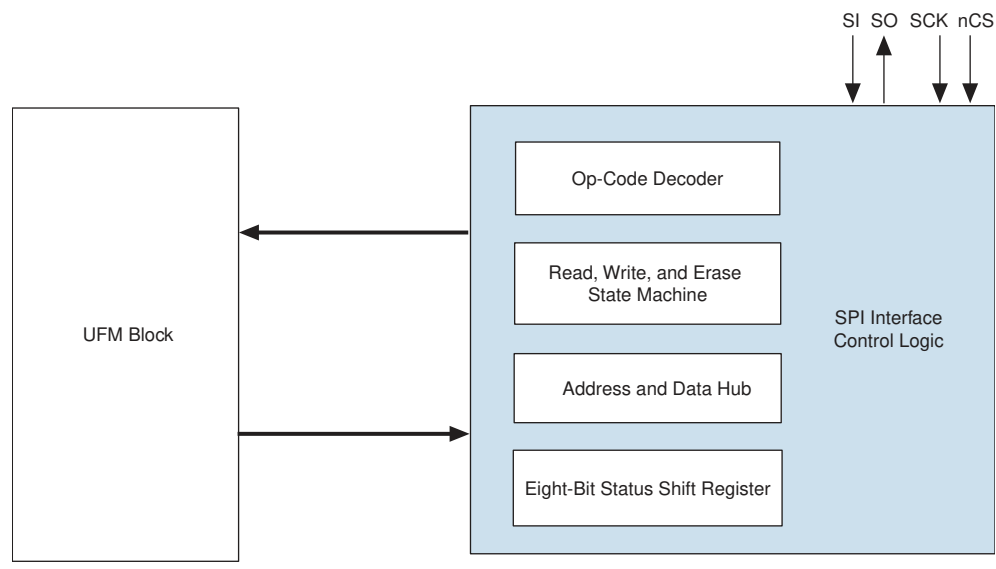 SI SO SCK nCS
Op-Code Decoder
Read, Write, and Erase
State Machine
UFM Block
SPI Interface
Control Logic
Address and Data Hub
Eight-Bit Status Shift Register